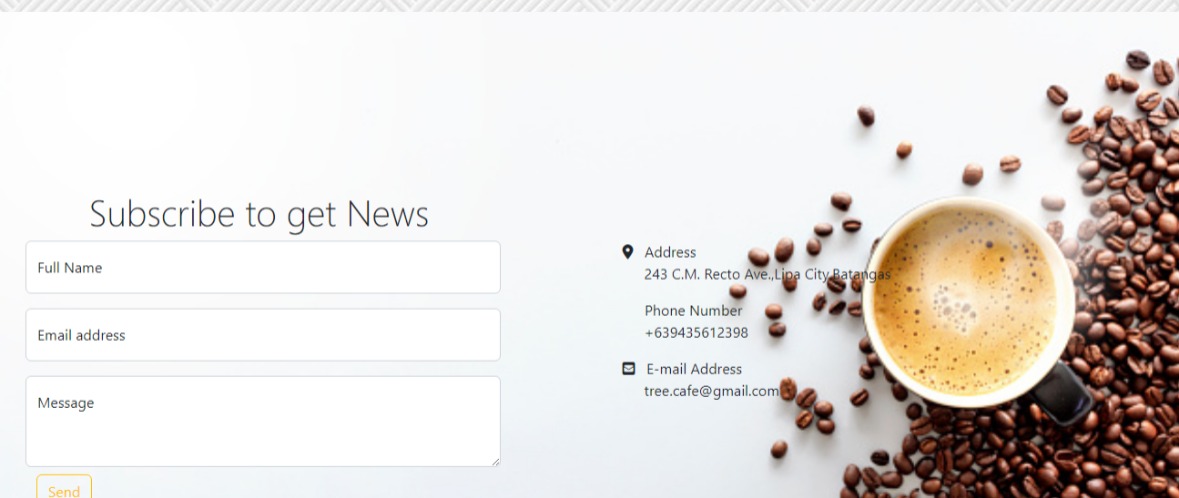 Subscribe to get News
Full Name
Email address
Message
Send
Address
243 C.M. Recto Ave.,Lipa City,Batangas
Phone Number
+639435612398
E-mail Address
tree.cafe@gmail.com